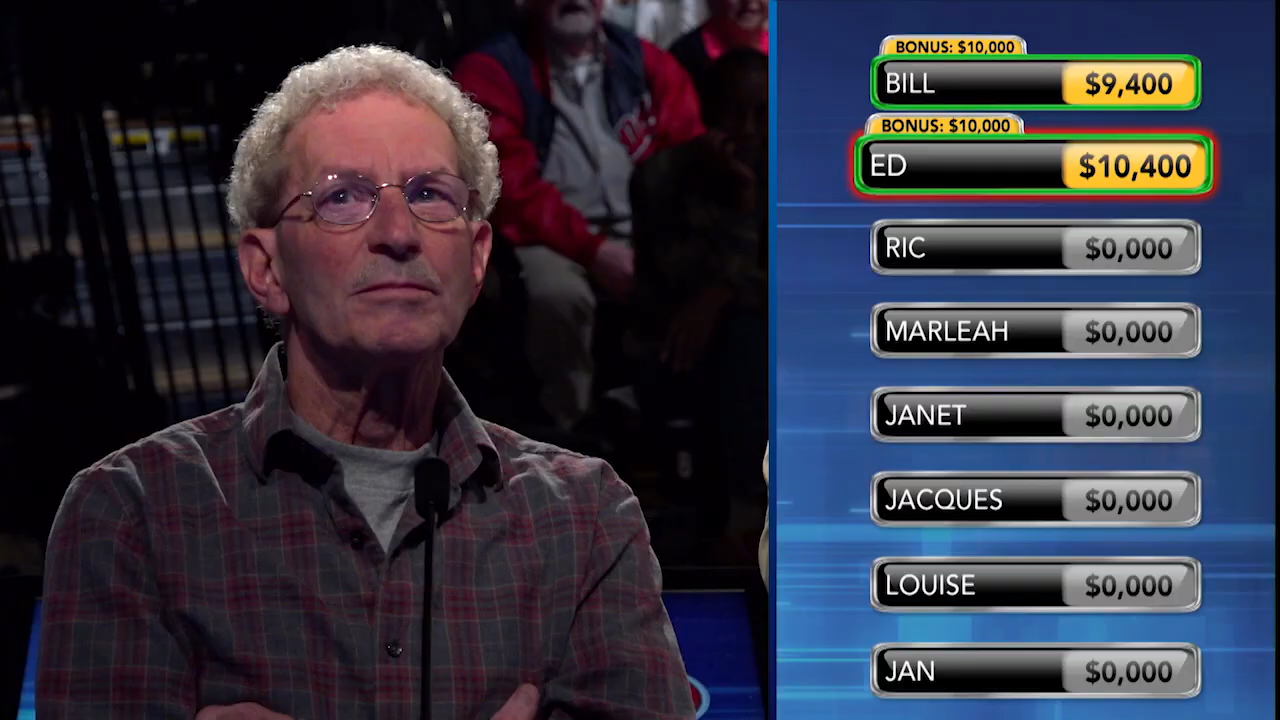 BONUS: $10,000
BILL $9,400
BONUS: $10,000
ED $10,400
RIC $0,000
MARLEAH $0,000
JANET $0,000
JACQUES $0,000
LOUISE $0,000
JAN $0,000